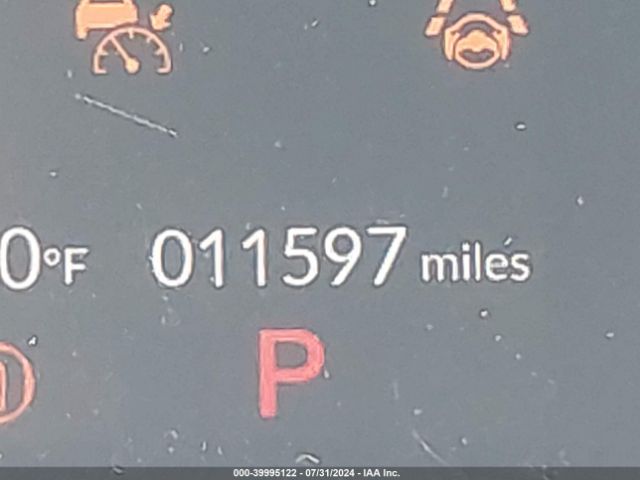 0°F 011597 miles
P
000-39995122 - 07/31/2024 - IAA Inc.